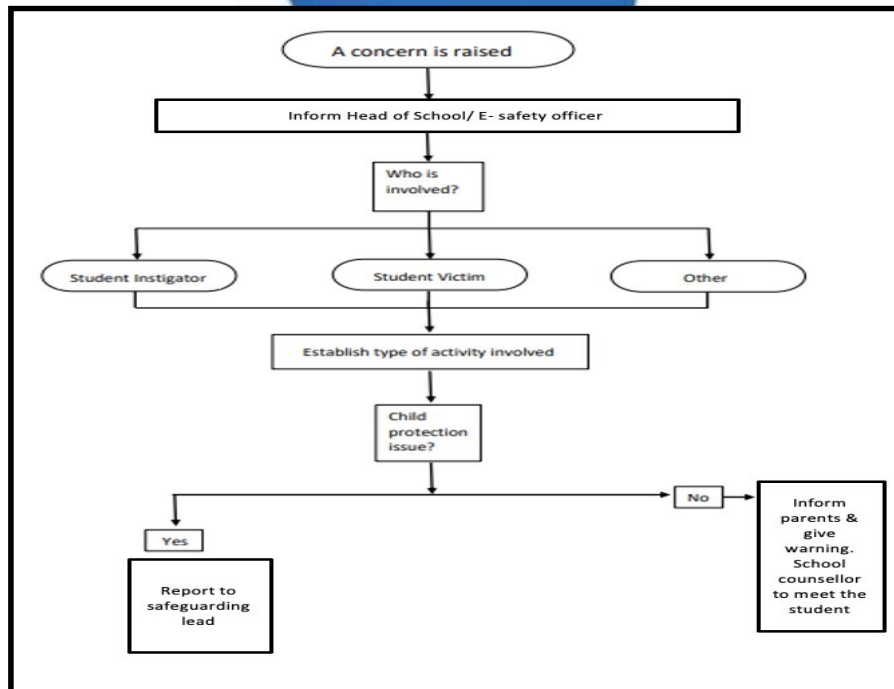 A concern is raised
Inform Head of School/ E- safety officer
Who is
involved?
Student Instigator
Student Victim
Other
Establish type of activity involved
Child
protection
issue?
Yes
No
Report to
safeguarding
lead
Inform
parents &
give
warning.
School
counsellor
to meet the
student